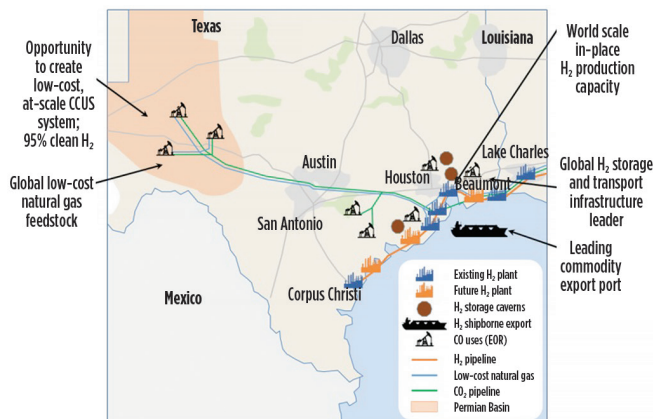 Opportunity
to create
low-cost,
at-scale CCUS
system;
95% clean H₂
Global low-cost
natural gas
feedstock
Texas
Dallas
Louisiana
World scale
in-place
H₂ production
capacity
Austin
Houston
Beaumont
Lake Charles
San Antonio
Global H₂ storage
and transport
infrastructure
leader
Leading
commodity
export port
Mexico
Corpus Christi
Existing H₂ plant
Future H₂ plant
H₂ storage caverns
H₂ shipborne export
CO uses (EOR)
H₂ pipeline
Low-cost natural gas
CO₂ pipeline
Permian Basin